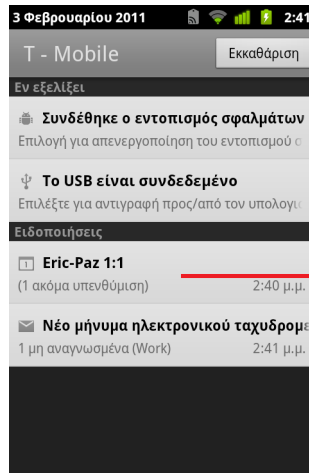 3 Φεβρουαρίου 2011 2:41
T - Mobile Εκκαθάριση
Εν εξελίξει
Συνδέθηκε ο εντοπισμός σφαλμάτων
Επιλογή για απενεργοποίηση του εντοπισμού σ
Το USB είναι συνδεδεμένο
Επιλέξτε για αντιγραφή προς/από τον υπολογι
Ειδοποιήσεις
1 Eric-Paz 1:1
(1 ακόμα υπενθύμιση) 2:40 μ.μ.
Νέο μήνυμα ηλεκτρονικού ταχυδρομε
1 μη αναγνωσμένα (Work) 2:41 μ.μ.